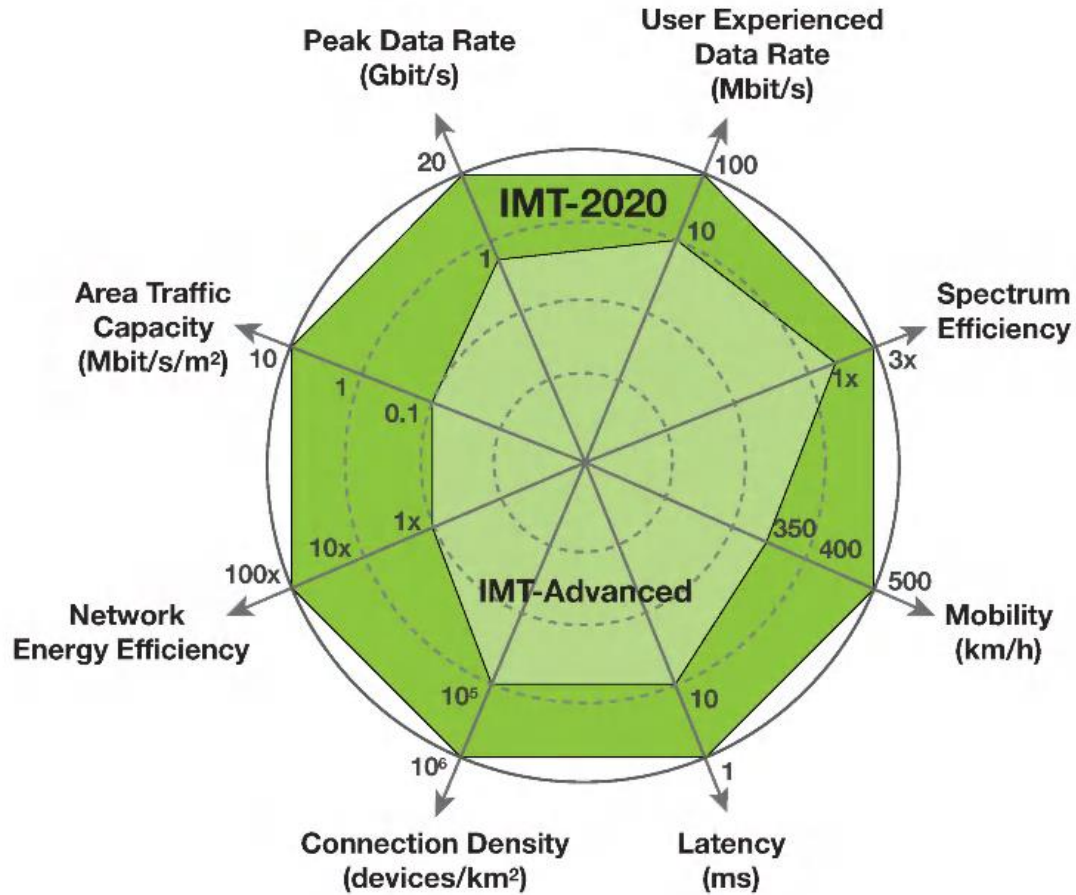 Peak Data Rate
(Gbit/s)
User Experienced
Data Rate
(Mbit/s)
20
100
IMT-2020
1
10
Area Traffic
Capacity
(Mbit/s/m²)
Spectrum
Efficiency
10
1
0.1
1x
3x
1x
10x
100x
350
400
500
Network
Energy Efficiency
IMT-Advanced
Mobility
(km/h)
10⁵
10
10⁶
1
Connection Density
(devices/km²)
Latency
(ms)